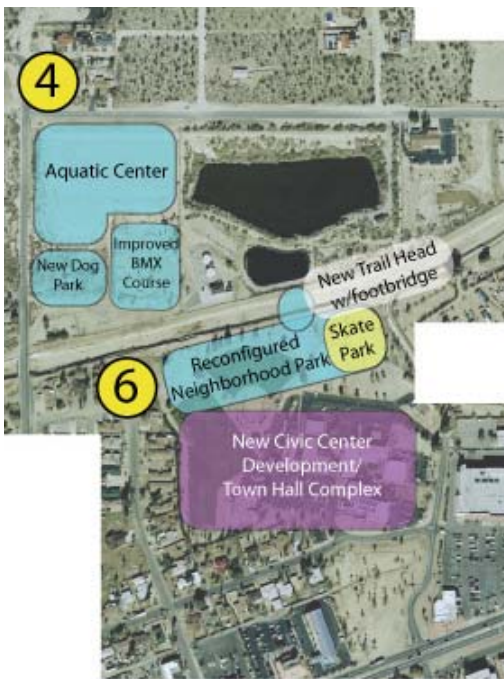 4
Aquatic Center
New Dog
Park
Improved
BMX
Course
New Trail Head
w/footbridge
Reconfigured
Neighborhood Park
Skate
Park
6
New Civic Center
Development/
Town Hall Complex